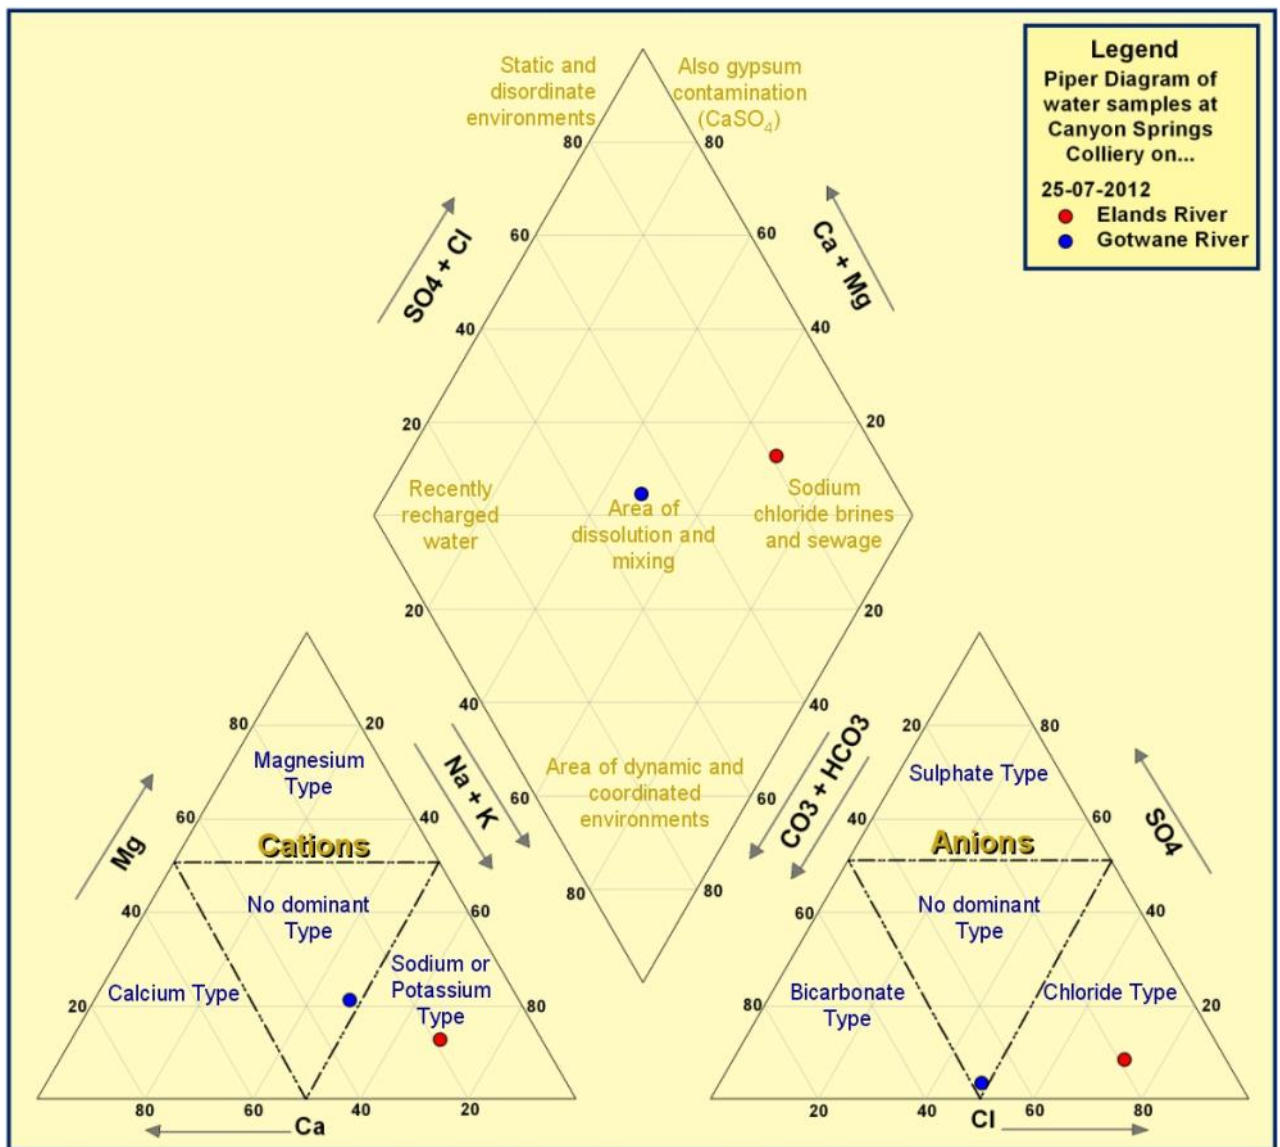 Legend
Piper Diagram of
water samples at
Canyon Springs
Colliery on...
25-07-2012
Elands River
Gotwane River
Static and
disordinate
environments
Also gypsum
contamination
(CaSO4)
80
80
60
60
SO4 + Cl
Ca + Mg
40
40
20
20
Recently
recharged
water
Area of
dissolution and
mixing
Sodium
chloride brines
and sewage
20
20
40
40
Na + K
CO3 + HCO3
Area of dynamic and
coordinated
environments
60
60
80
80
80
20
Magnesium
Type
60
40
Mg
Cations
40
60
No dominant
Type
Calcium Type
Sodium or
Potassium
Type
20
80
80
60
40
20
Ca
20
80
Sulphate Type
40
60
SO4
Anions
60
40
No dominant
Type
Bicarbonate
Type
Chloride Type
80
20
20
40
60
80
Cl